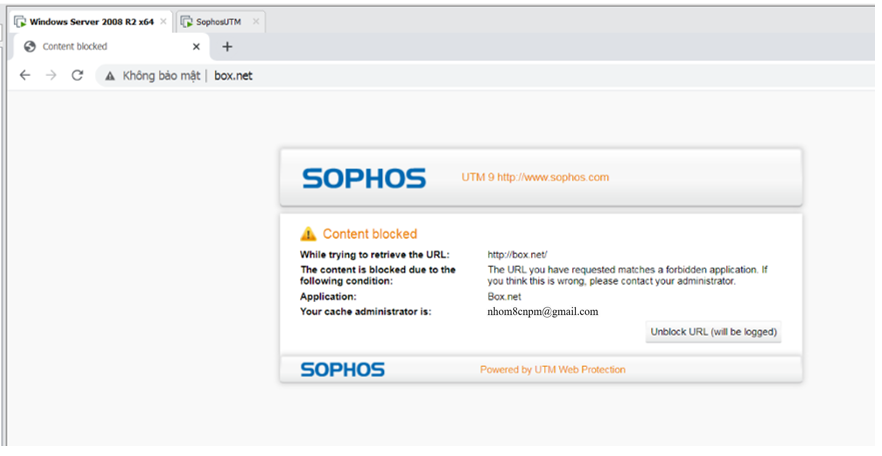 Windows Server 2008 R2 x64
SophosUTM
Content blocked
Không bảo mật
box.net
SOPHOS
UTM 9 http://www.sophos.com
Content blocked
While trying to retrieve the URL: http://box.net/
The content is blocked due to the following condition: The URL you have requested matches a forbidden application. If
you think this is wrong, please contact your administrator.
Application: Box.net
Your cache administrator is: nhom8cnpm@gmail.com
Unblock URL (will be logged)
SOPHOS
Powered by UTM Web Protection